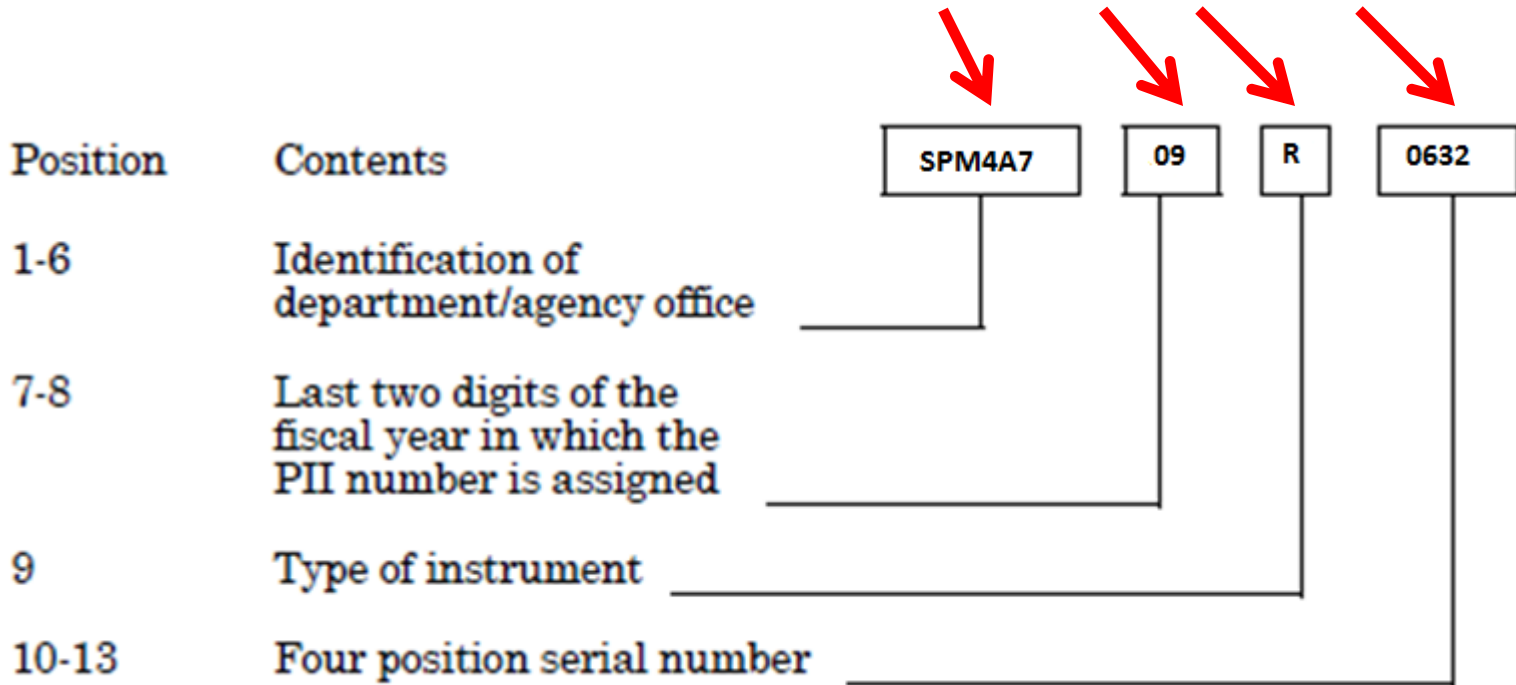 Position Contents SPM4A7 09 R 0632
1-6 Identification of
department/agency office
7-8 Last two digits of the
fiscal year in which the
PII number is assigned
9 Type of instrument
10-13 Four position serial number